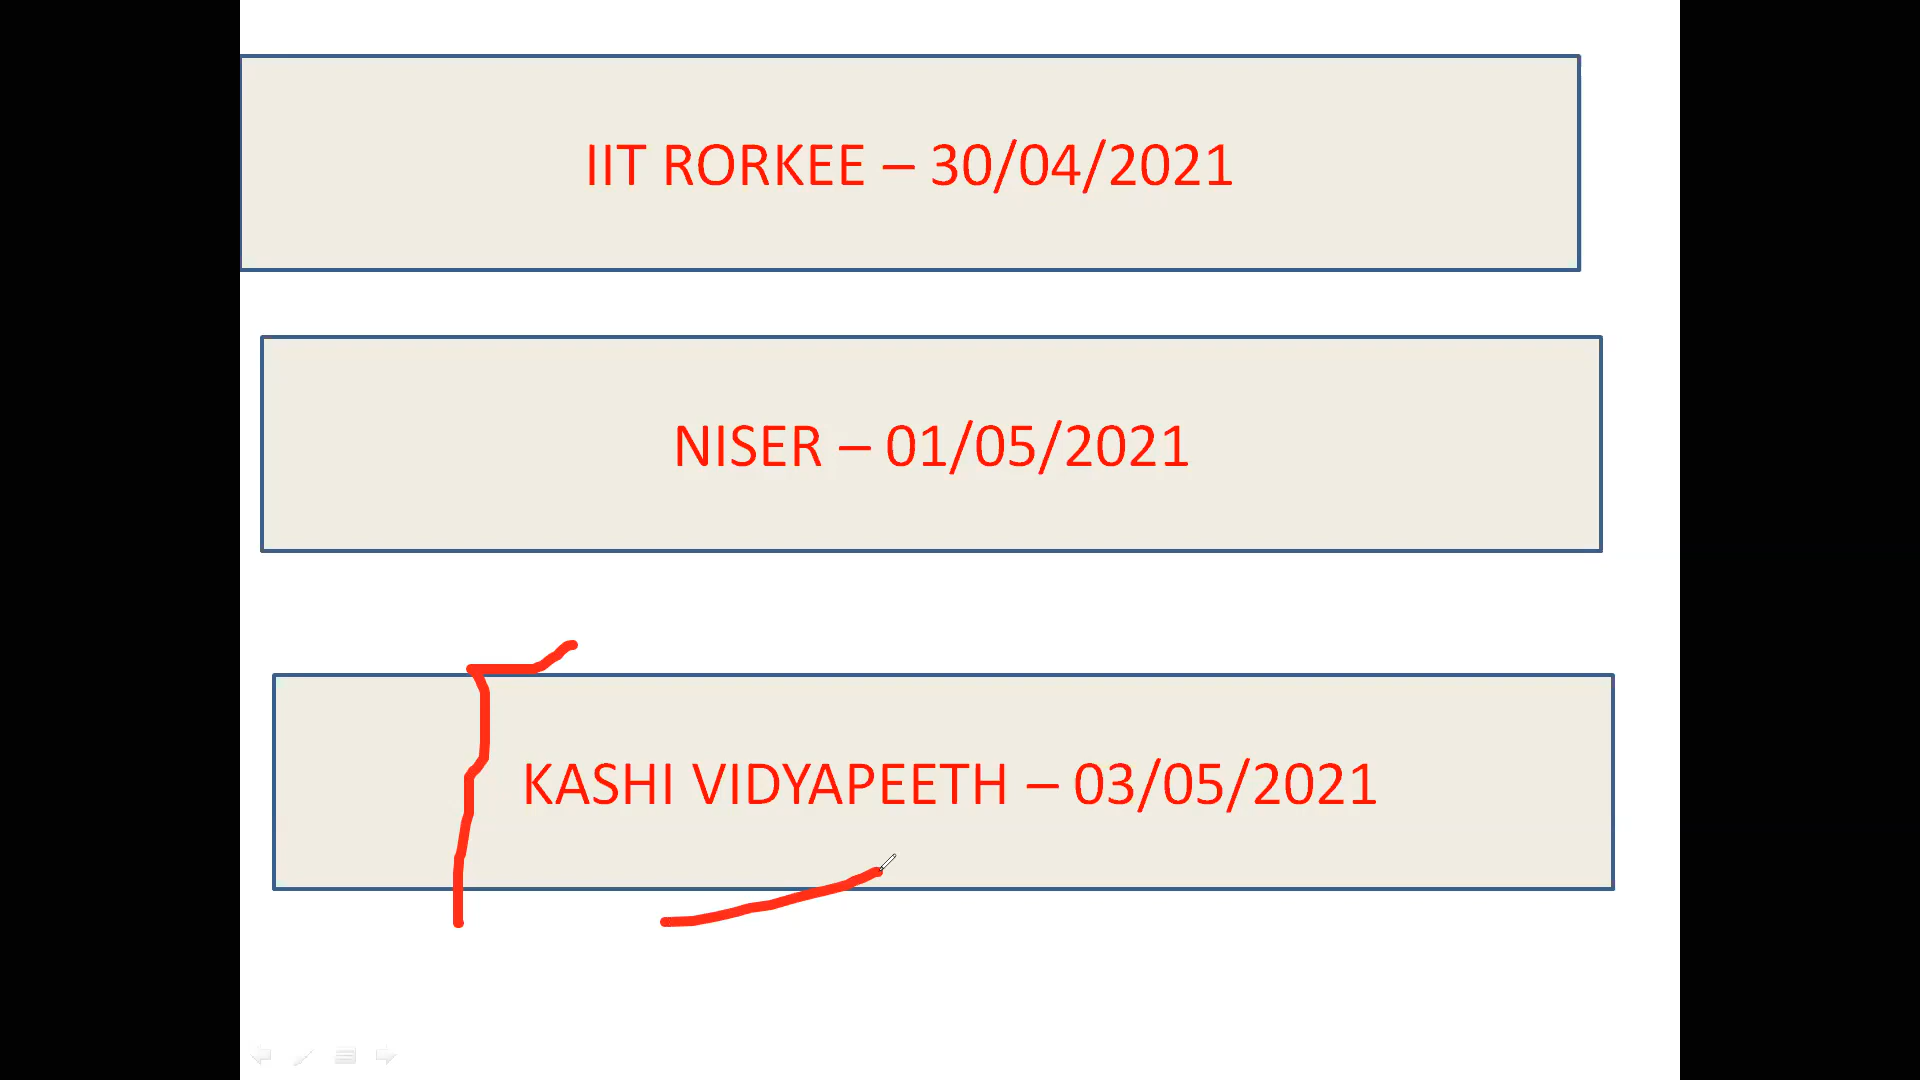 IIT RORKEE – 30/04/2021
NISER – 01/05/2021
KASHI VIDYAPEETH – 03/05/2021